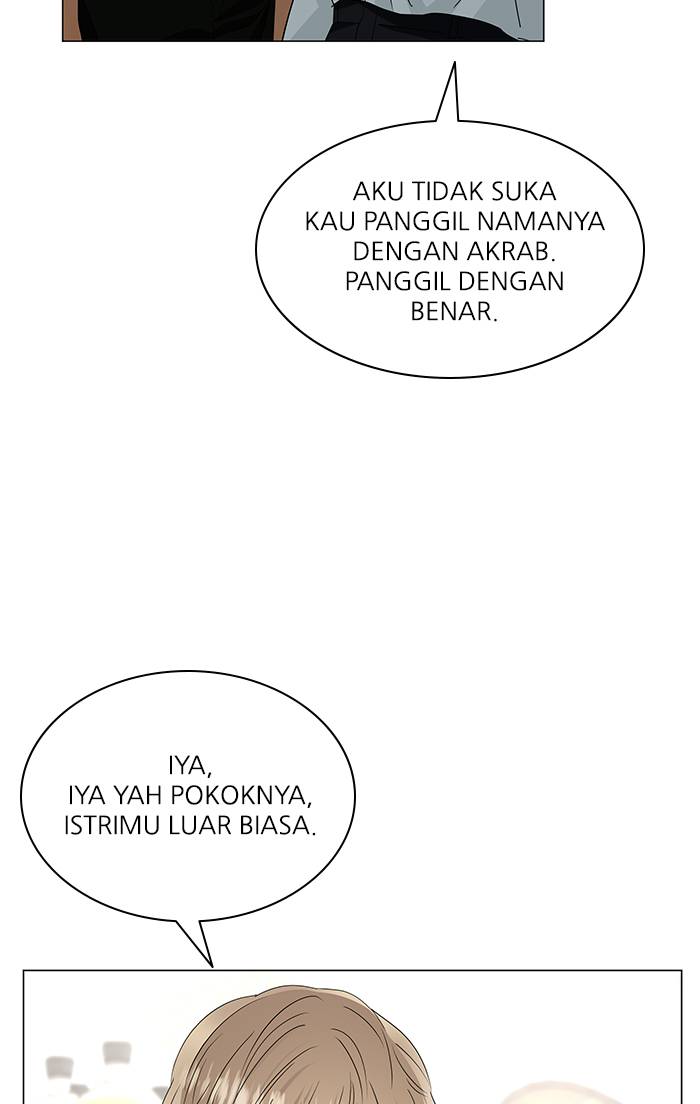 AKU TIDAK SUKA
KAU PANGGIL NAMANYA
DENGAN AKRAB.
PANGGIL DENGAN
BENAR.
IYA,
IYA YAH POKOKNYA,
ISTRIMU LUAR BIASA.